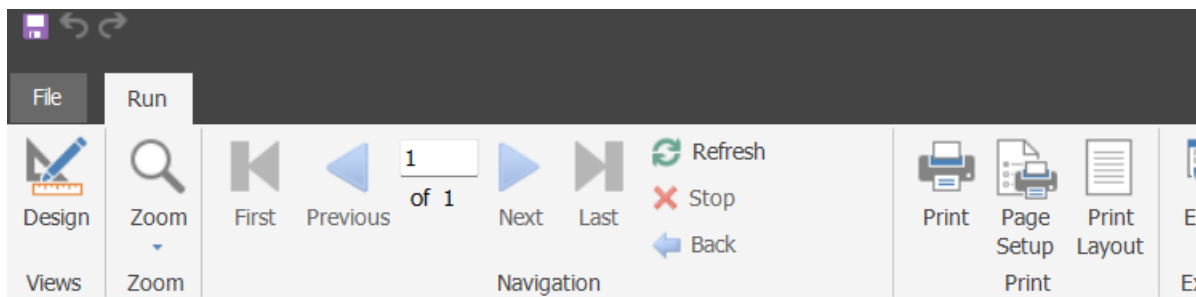 File Run
1
Refresh
of 1
Stop
Design Zoom First Previous Next Last Print Page Setup Print Layout
Back
Views Zoom Navigation Print